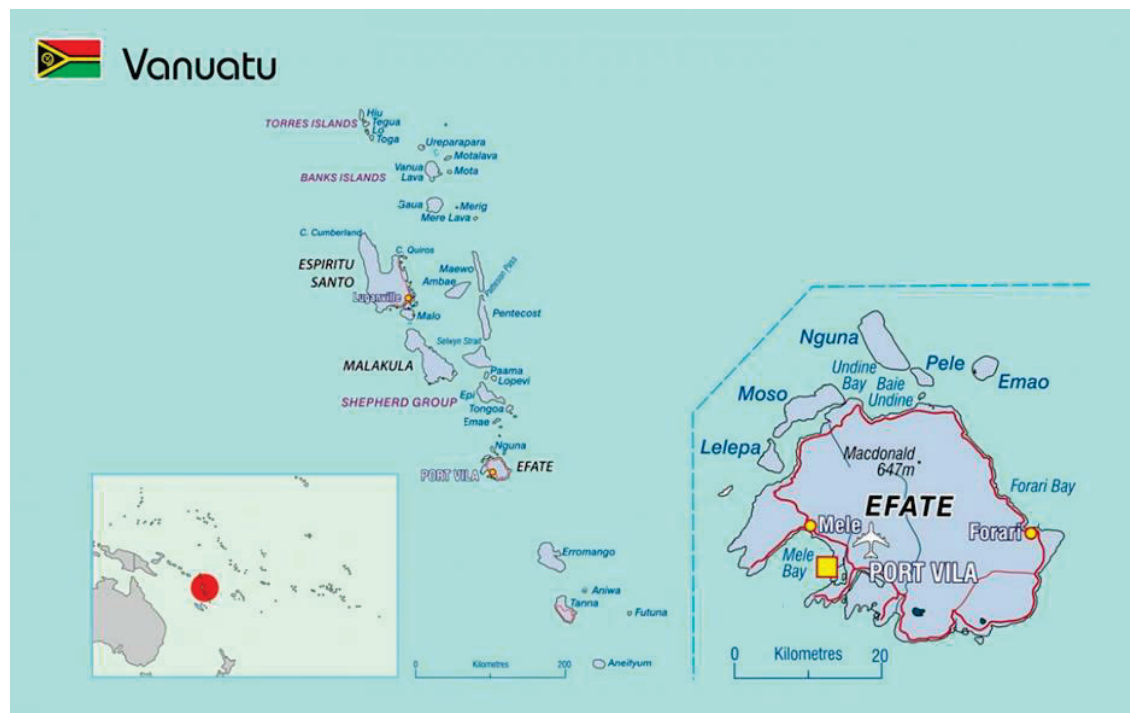 Vanuatu
TORRES ISLANDS
Hiu
Tegua
Lo
Toga
Ureparapara
Motalava
Vanua
Lava
Mota
BANKS ISLANDS
Gaua
Merig
Mere Lava
C. Cumberland
C. Quiros
ESPIRITU
SANTO
Maewo
Ambae
Patteson Pass
Luganville
Malo
Pentecost
Selwyn Strait
MALAKULA
Paama
Lopevi
SHEPHERD GROUP
Epi
Tongoa
Emae
Nguna
EFATE
PORT VILA
Erromango
Aniwa
Tanna
Futuna
Aneityum
0 Kilometres 200
Nguna
Undine
Bay
Baie
Undine
Pele
Emao
Moso
Lelepa
Macdonald
647m
Forari Bay
EFATE
Mele
Forari
Mele
Bay
PORT VILA
0 Kilometres 20